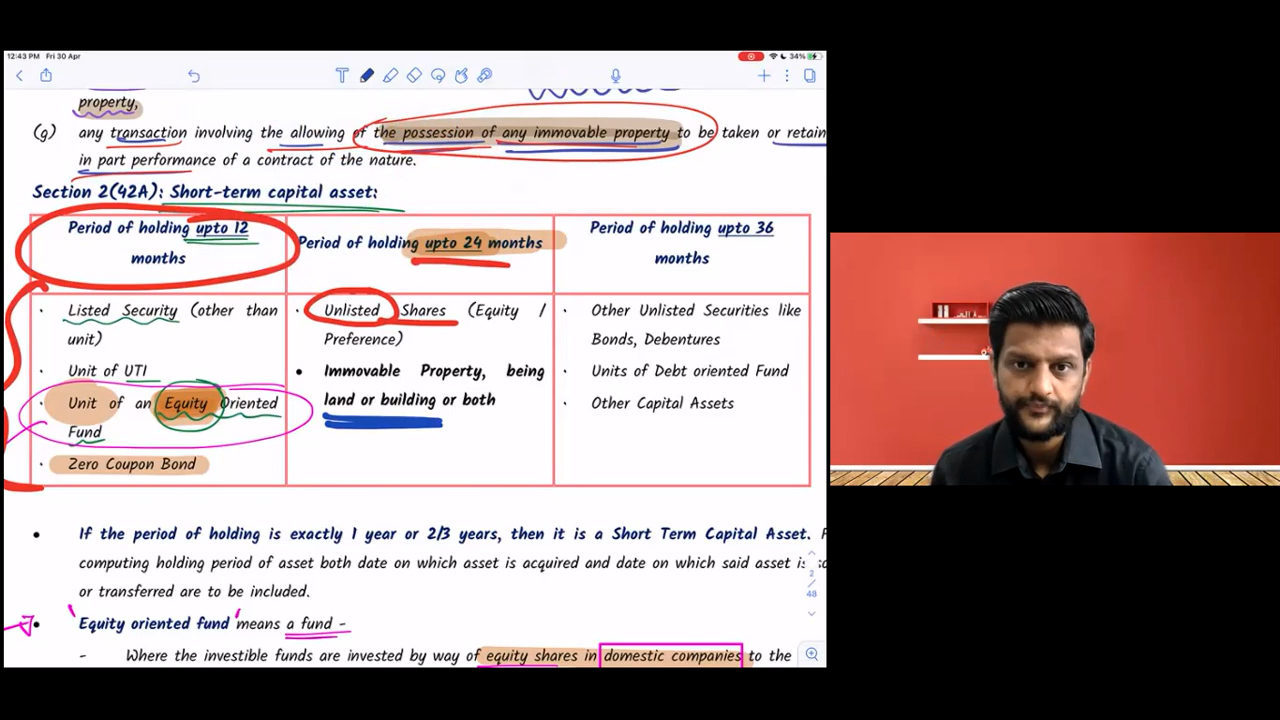 12:43 PM Fri 30 Apr
34%
property,
(g) any transaction involving the allowing of the possession of any immovable property to be taken or retain
in part performance of a contract of the nature.
Section 2(42A): Short-term capital asset:
Period of holding upto 12
months
Period of holding upto 24 months
Period of holding upto 36
months
· Listed Security (other than
unit)
· Unit of UTI
· Unit of an Equity Oriented
Fund
· Zero Coupon Bond
· Unlisted Shares (Equity /
Preference)
• Immovable Property, being
land or building or both
· Other Unlisted Securities like
Bonds, Debentures
· Units of Debt oriented Fund
· Other Capital Assets
• If the period of holding is exactly 1 year or 2/3 years, then it is a Short Term Capital Asset.
computing holding period of asset both date on which asset is acquired and date on which said asset is
or transferred are to be included.
2
/
48
• 'Equity oriented fund' means a fund -
- Where the investible funds are invested by way of equity shares in domestic companies to the